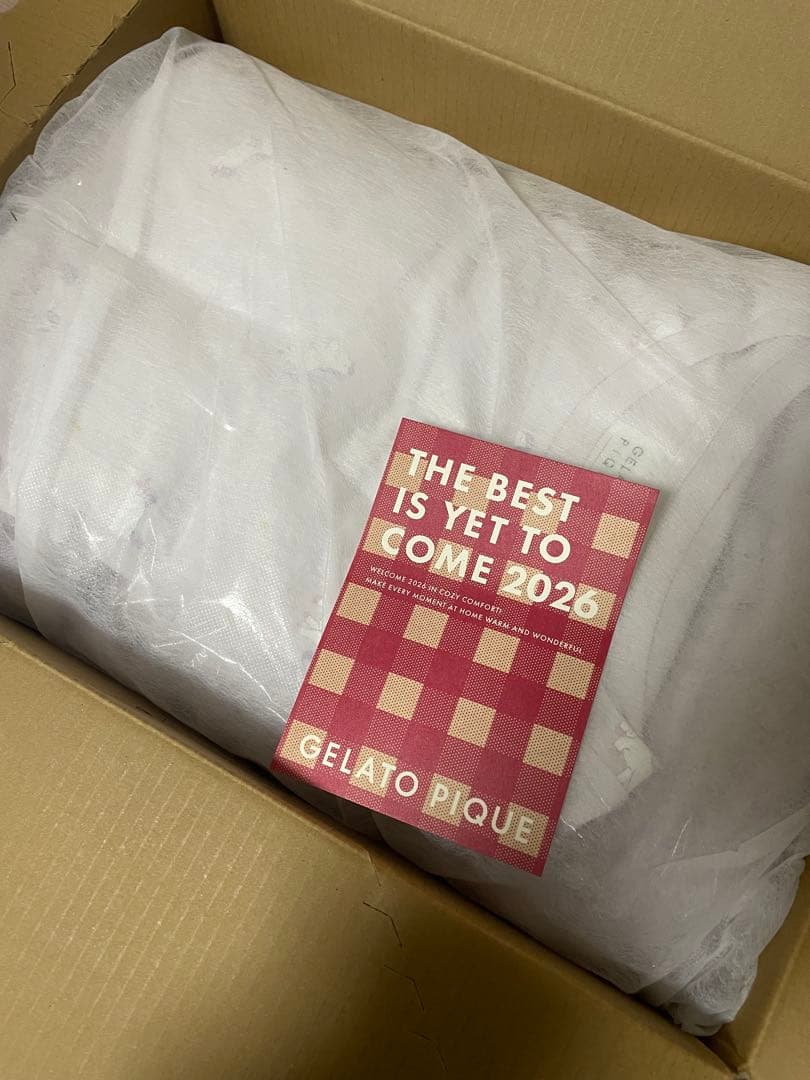 THE BEST
IS YET TO
COME 2026
WELCOME 2026 IN COZY COMFORT!
MAKE EVERY MOMENT AT HOME WARM AND WONDERFUL.
GELATO PIQUE